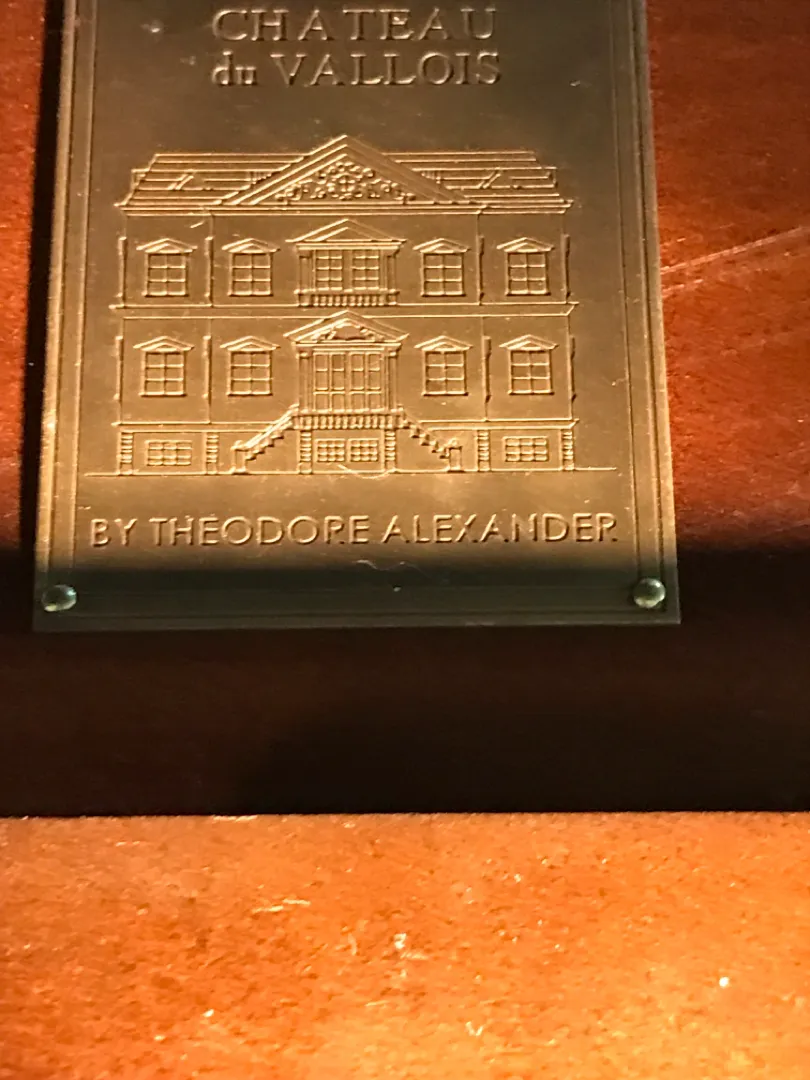 CHATEAU
du VALLOIS
BY THEODORE ALEXANDER